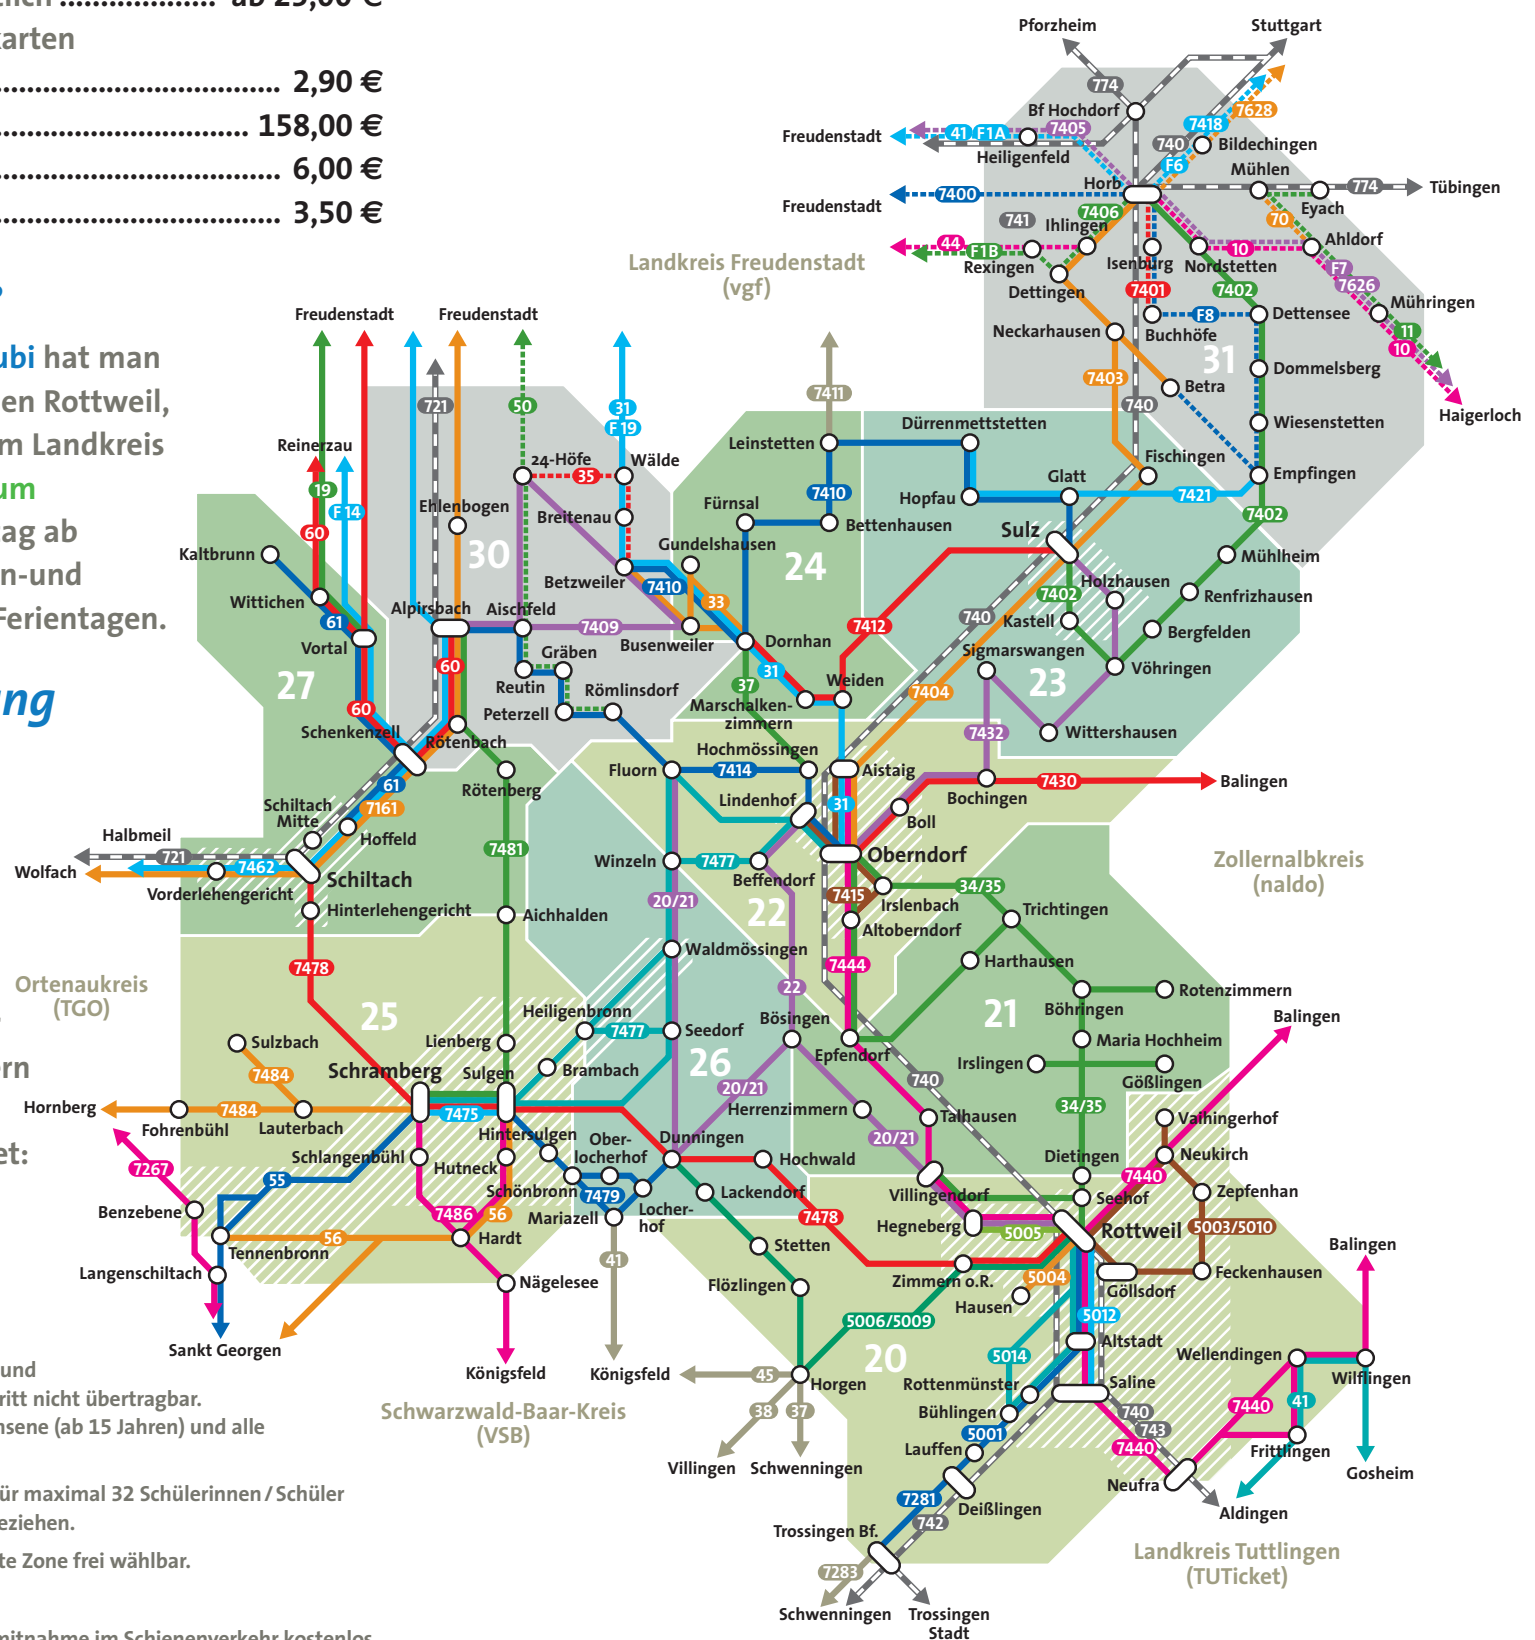 ab 25,00 €
karten
2,90 €
158,00 €
6,00 €
3,50 €
ubi hat man
en Rottweil,
m Landkreis
um
tag ab
n-und
Ferientagen.
ng
ern
et:
und
ritt nicht übertragbar.
hsene (ab 15 Jahren) und alle
ür maximal 32 Schülerinnen / Schüler
eziehen.
te Zone frei wählbar.
mitnahme im Schienenverkehr kostenlos
Pforzheim
Stuttgart
774
Bf Hochdorf
7628
Freudenstadt
41
F1A
7405
7418
740
Heiligenfeld
Bildechingen
F6
Mühlen
Horb
774
Tübingen
7400
Freudenstadt
Eyach
741
7406
70
Ihlingen
44
F1B
Ahldorf
Rexingen
Isenburg
Nordstetten
10
F7
7626
Landkreis Freudenstadt
(vgf)
Dettingen
7401
7402
Mühringen
Neckarhausen
Buchhöfe
F8
Dettensee
11
10
31
Freudenstadt
Freudenstadt
7403
Betra
Dommelsberg
721
50
31
F 19
7411
740
Haigerloch
Dürrenmettstetten
Wiesenstetten
Reinerzau
Leinstetten
Fischingen
24-Höfe
35
Wälde
Glatt
Empfingen
19
F 14
60
Ehlenbogen
Breitenau
Fürnsal
7410
Bettenhausen
Hopfau
7421
7402
30
Gundelshausen
24
Sulz
Kaltbrunn
Betzweiler
7410
33
Holzhausen
Mühlheim
Wittichen
61
Alpirsbach
Aischfeld
7409
Busenweiler
Dornhan
7412
740
7402
Kastell
Renfrizhausen
Vortal
60
Gräben
31
Sigmarswangen
Bergfelden
27
Reutin
Römlinsdorf
37
Weiden
7404
23
Vöhringen
60
Peterzell
Marschalken-
zimmern
Schenkenzell
Rötenbach
7432
Wittershausen
Hochmössingen
Fluorn
7414
Aistaig
Rötenberg
61
7161
Lindenhof
31
Bochingen
7430
Balingen
Schiltach
Mitte
Hoffeld
Boll
Halbmeil
721
7481
Winzeln
7477
Beffendorf
Oberndorf
Zollernalbkreis
(naldo)
Wolfach
7462
Schiltach
Vorderlehengericht
Hinterlehengericht
20/21
22
7415
34/35
Irslenbach
Aichhalden
Altoberndorf
Trichtingen
7478
Waldmössingen
7444
Harthausen
Ortenaukreis
(TGO)
22
Böhringen
Rotenzimmern
25
Heiligenbronn
7477
Seedorf
Bösingen
21
Balingen
Sulzbach
Lienberg
26
Epfendorf
Maria Hochheim
Irslingen
Gößlingen
7484
Schramberg
Sulgen
Brambach
740
20/21
Hornberg
7484
7475
Herrenzimmern
Talhausen
34/35
Vaihingerhof
Fohrenbühl
Lauterbach
Hintersulgen
Ober-
locherhof
Dunningen
20/21
7267
Schlangenbühl
Hutneck
Hochwald
Dietingen
Neukirch
55
Schönbronn
7479
Lackendorf
Villingendorf
Seehof
7440
Zepfenhan
Benzebene
7486
56
Mariazell
Locher-
hof
7478
Hegneberg
5005
Rottweil
5003/5010
Tennenbronn
56
Hardt
Stetten
41
Balingen
Langenschiltach
Nägelesee
Flözlingen
Zimmern o.R.
5004
Göllsdorf
Feckenhausen
Hausen
5006/5009
5012
Sankt Georgen
20
5014
Altstadt
Wellendingen
Königsfeld
Königsfeld
45
Horgen
Rottenmünster
Saline
Wilflingen
Schwarzwald-Baar-Kreis
(VSB)
38
37
Bühlingen
740
743
7440
41
5001
7440
Lauffen
Frittlingen
Villingen
Schwenningen
Neufra
Gosheim
7281
Deißlingen
Aldingen
742
Trossingen Bf.
Landkreis Tuttlingen
(TUTicket)
7283
Schwenningen
Trossingen
Stadt